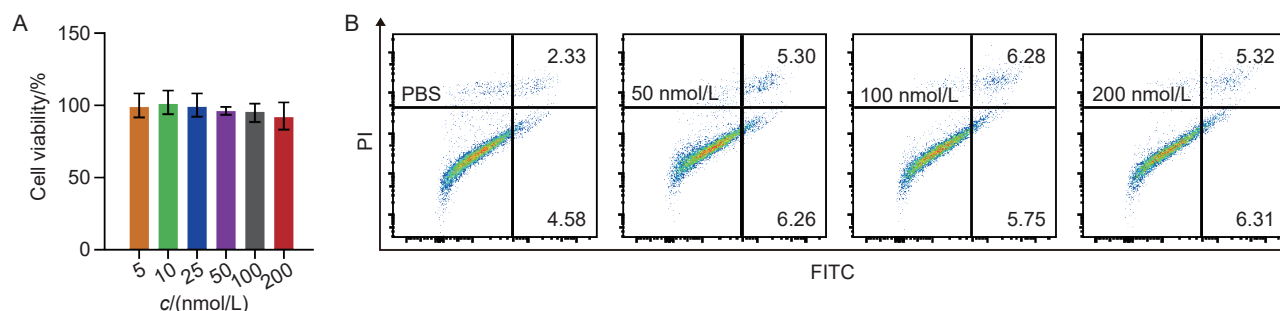 A
Cell viability/%
150
100
50
0
5
10
25
50
100
200
c/(nmol/L)
B
PI
PBS
2.33
4.58
50 nmol/L
5.30
6.26
100 nmol/L
6.28
5.75
200 nmol/L
5.32
6.31
FITC